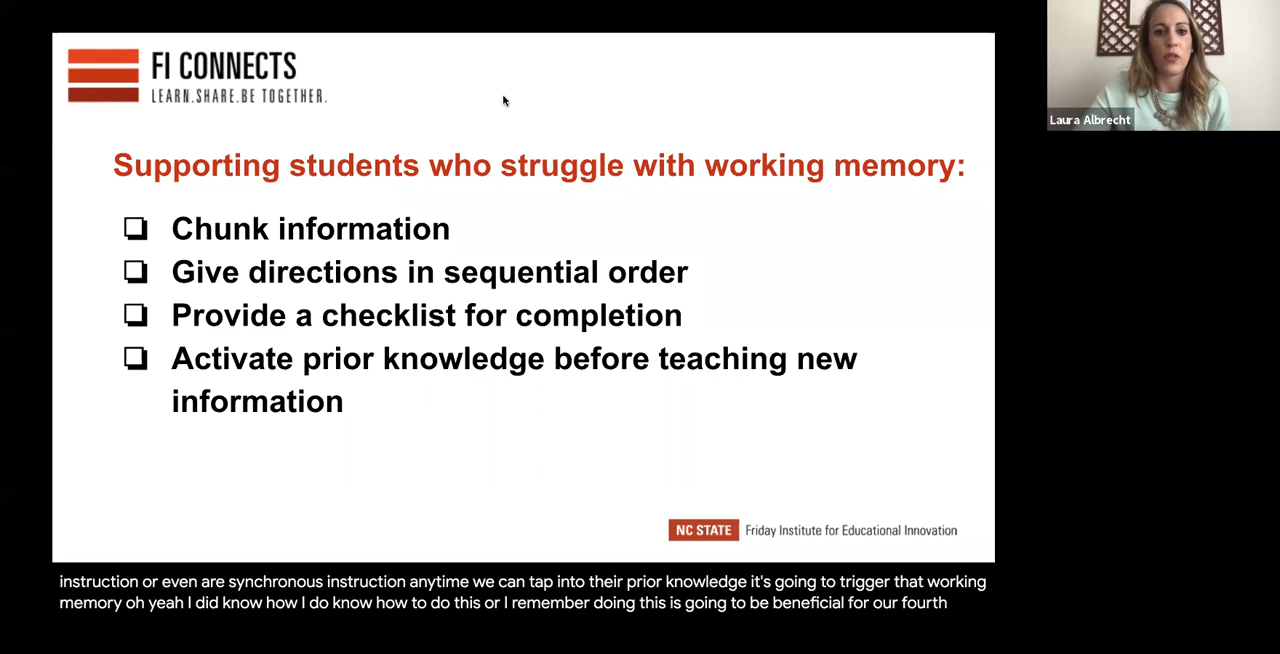 FI CONNECTS
LEARN.SHARE.BE TOGETHER.
Laura Albrecht
Supporting students who struggle with working memory:
❏ Chunk information
❏ Give directions in sequential order
❏ Provide a checklist for completion
❏ Activate prior knowledge before teaching new
information
NC STATE Friday Institute for Educational Innovation
instruction or even are synchronous instruction anytime we can tap into their prior knowledge it's going to trigger that working
memory oh yeah I did know how I do know how to do this or I remember doing this is going to be beneficial for our fourth